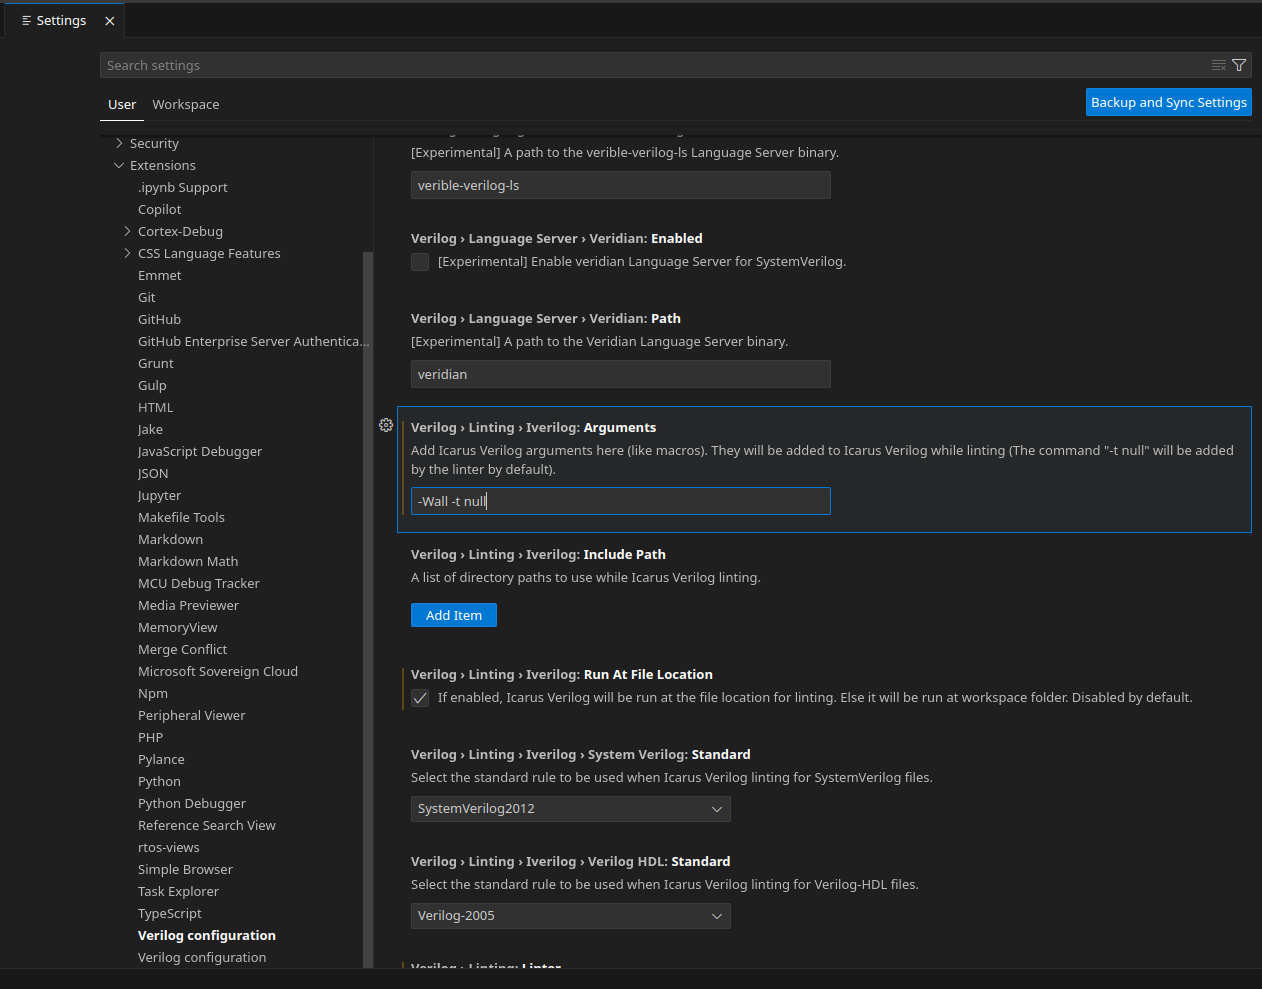 Settings
Search settings
User Workspace
Backup and Sync Settings
Security
Extensions
.ipynb Support
Copilot
Cortex-Debug
CSS Language Features
Emmet
Git
GitHub
GitHub Enterprise Server Authentica...
Grunt
Gulp
HTML
Jake
JavaScript Debugger
JSON
Jupyter
Makefile Tools
Markdown
Markdown Math
MCU Debug Tracker
Media Previewer
MemoryView
Merge Conflict
Microsoft Sovereign Cloud
Npm
Peripheral Viewer
PHP
Pylance
Python
Python Debugger
Reference Search View
rtos-views
Simple Browser
Task Explorer
TypeScript
Verilog configuration
Verilog configuration
[Experimental] A path to the verible-verilog-ls Language Server binary.
verible-verilog-ls
Verilog › Language Server › Veridian: Enabled
[Experimental] Enable veridian Language Server for SystemVerilog.
Verilog › Language Server › Veridian: Path
[Experimental] A path to the Veridian Language Server binary.
veridian
Verilog › Linting › Iverilog: Arguments
Add Icarus Verilog arguments here (like macros). They will be added to Icarus Verilog while linting (The command "-t null" will be added
by the linter by default).
-Wall -t null
Verilog › Linting › Iverilog: Include Path
A list of directory paths to use while Icarus Verilog linting.
Add Item
Verilog › Linting › Iverilog: Run At File Location
If enabled, Icarus Verilog will be run at the file location for linting. Else it will be run at workspace folder. Disabled by default.
Verilog › Linting › Iverilog › System Verilog: Standard
Select the standard rule to be used when Icarus Verilog linting for SystemVerilog files.
SystemVerilog2012
Verilog › Linting › Iverilog › Verilog HDL: Standard
Select the standard rule to be used when Icarus Verilog linting for Verilog-HDL files.
Verilog-2005
Verilog › Linting: Linter